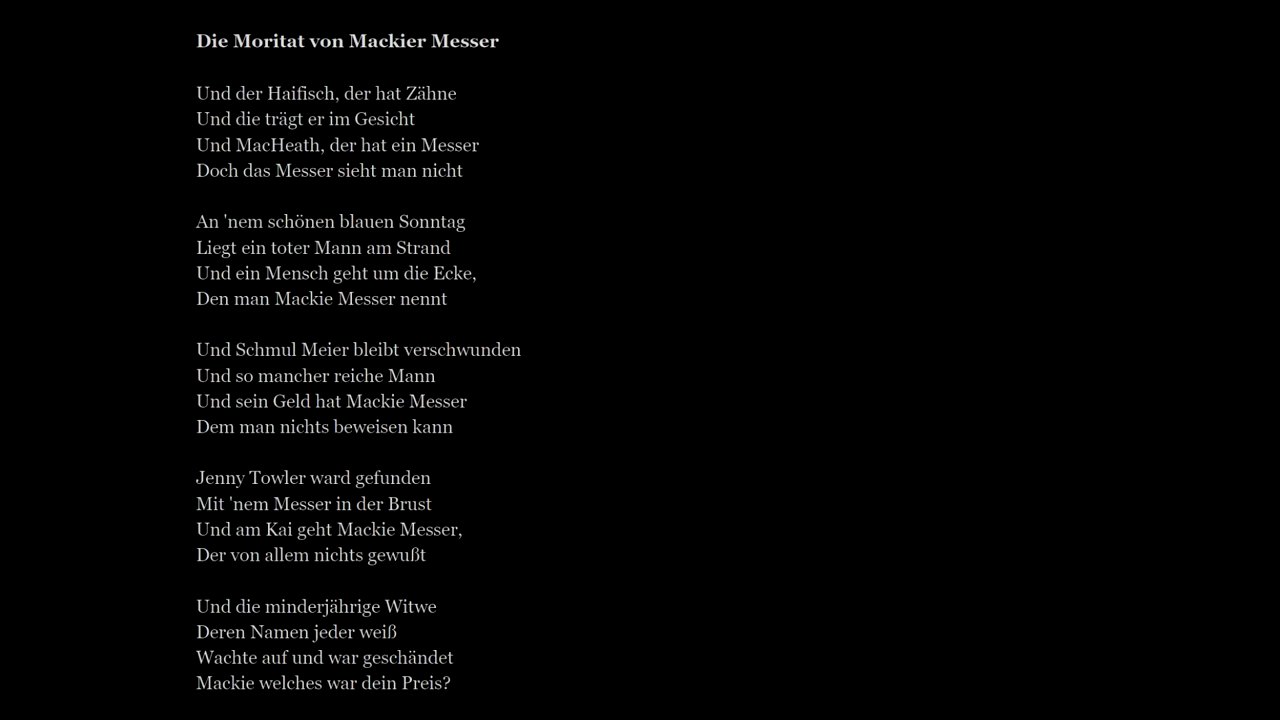 Die Moritat von Mackier Messer
Und der Haifisch, der hat Zähne
Und die trägt er im Gesicht
Und MacHeath, der hat ein Messer
Doch das Messer sieht man nicht
An 'nem schönen blauen Sonntag
Liegt ein toter Mann am Strand
Und ein Mensch geht um die Ecke,
Den man Mackie Messer nennt
Und Schmul Meier bleibt verschwunden
Und so mancher reiche Mann
Und sein Geld hat Mackie Messer
Dem man nichts beweisen kann
Jenny Towler ward gefunden
Mit 'nem Messer in der Brust
Und am Kai geht Mackie Messer,
Der von allem nichts gewußt
Und die minderjährige Witwe
Deren Namen jeder weiß
Wachte auf und war geschändet
Mackie welches war dein Preis?